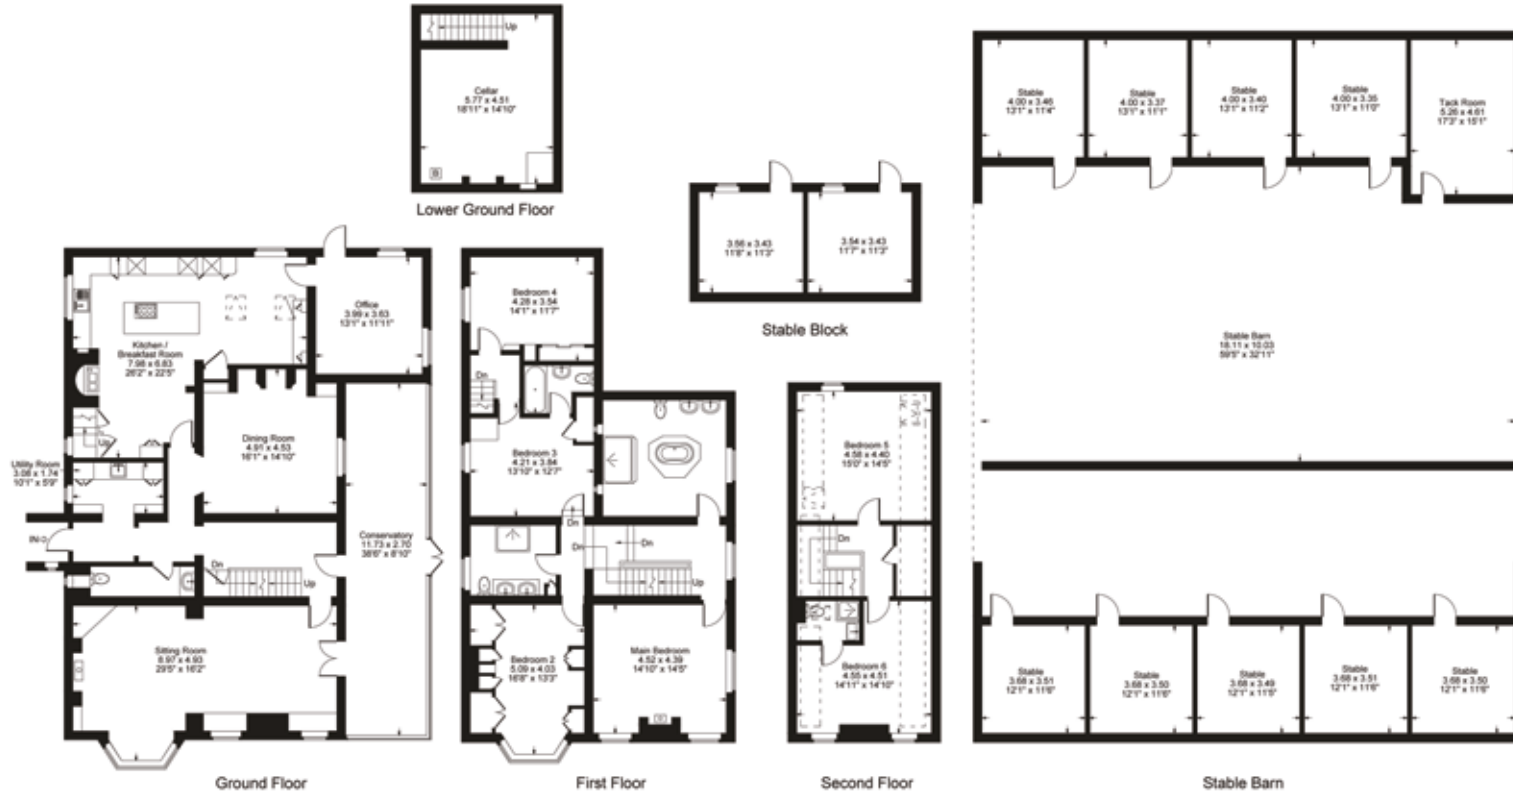 Up
Cellar
5.77 x 4.51
18'11" x 14'10"
B
Lower Ground Floor
Kitchen /
Breakfast Room
7.98 x 6.83
26'2" x 22'5"
Office
3.99 x 3.63
13'1" x 11'11"
Up
Dining Room
4.91 x 4.53
16'1" x 14'10"
Utility Room
3.08 x 1.74
10'1" x 5'9"
IN
Dn
Up
Conservatory
11.73 x 2.70
38'6" x 8'10"
Sitting Room
8.97 x 4.93
29'5" x 16'2"
Ground Floor
Bedroom 4
4.28 x 3.54
14'1" x 11'7"
Dn
Bedroom 3
4.21 x 3.84
13'10" x 12'7"
Dn
Dn
Dn
Up
Bedroom 2
5.09 x 4.03
16'8" x 13'3"
Main Bedroom
4.52 x 4.39
14'10" x 14'5"
First Floor
3.56 x 3.43
11'8" x 11'3"
3.54 x 3.43
11'7" x 11'3"
Stable Block
Bedroom 5
4.58 x 4.40
15'0" x 14'5"
Dn
Bedroom 6
4.55 x 4.51
14'11" x 14'10"
Second Floor
Stable
4.00 x 3.46
13'1" x 11'4"
Stable
4.00 x 3.37
13'1" x 11'1"
Stable
4.00 x 3.40
13'1" x 11'2"
Stable
4.00 x 3.35
13'1" x 11'0"
Tack Room
5.26 x 4.61
17'3" x 15'1"
Stable Barn
18.11 x 10.03
59'5" x 32'11"
Stable
3.68 x 3.51
12'1" x 11'6"
Stable
3.68 x 3.50
12'1" x 11'6"
Stable
3.68 x 3.49
12'1" x 11'5"
Stable
3.68 x 3.51
12'1" x 11'6"
Stable
3.68 x 3.50
12'1" x 11'6"
Stable Barn